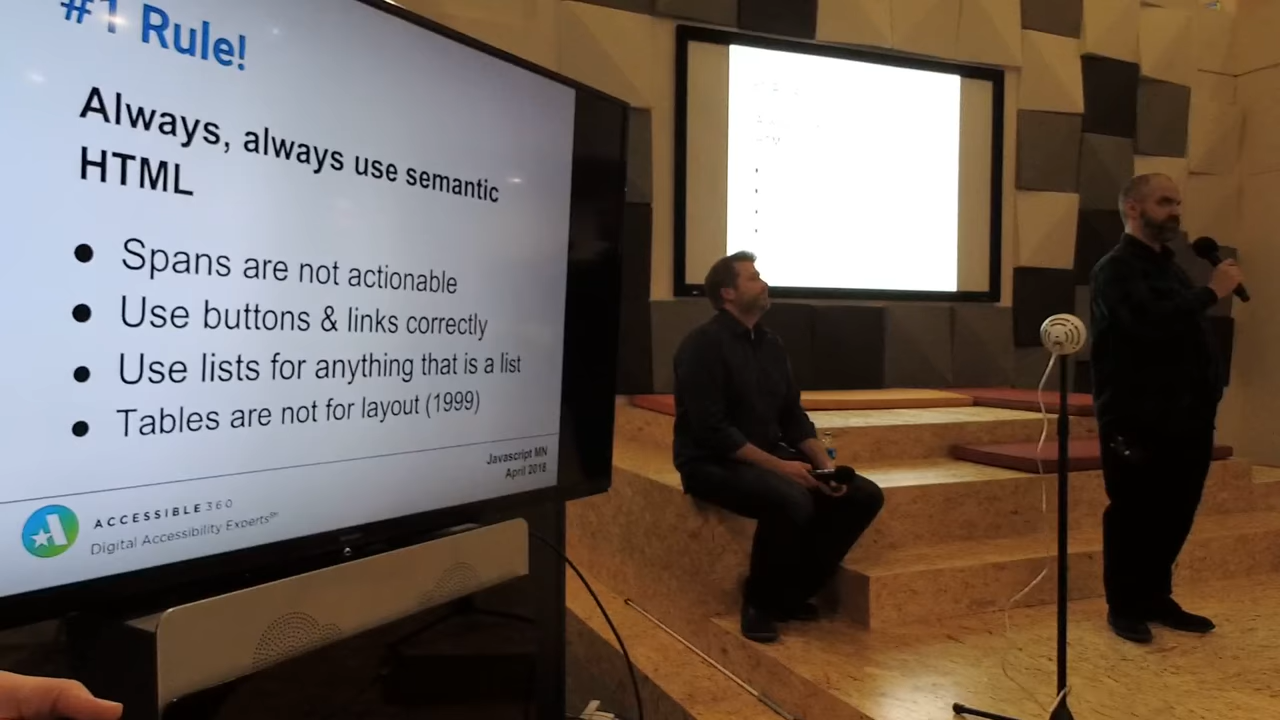 #1 Rule!
Always, always use semantic
HTML
● Spans are not actionable
● Use buttons & links correctly
● Use lists for anything that is a list
● Tables are not for layout (1999)
Javascript MN
April 2018
ACCESSIBLE360
Digital Accessibility Experts℠